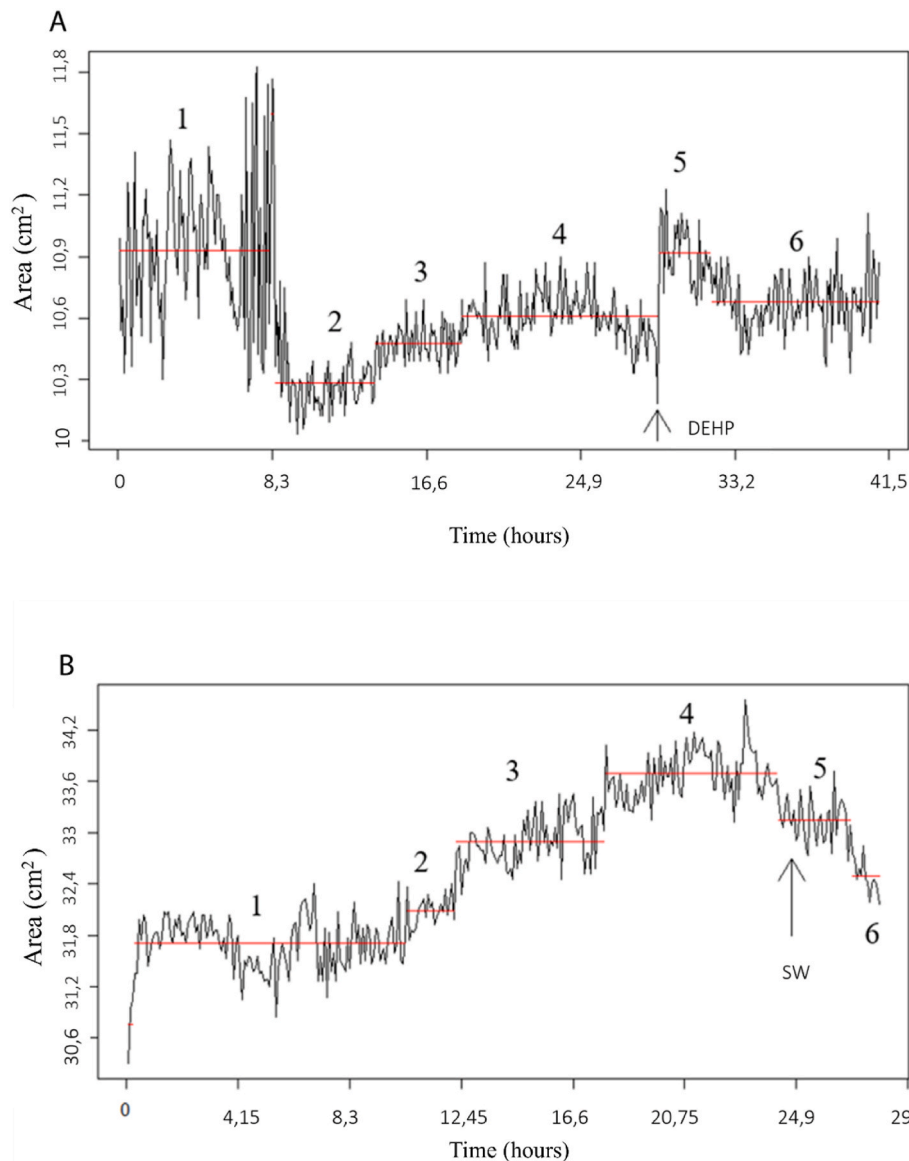 A
11,8
11,5
11,2
10,9
10,6
10,3
10
Area (cm²)
1
2
3
4
5
6
DEHP
0 8,3 16,6 24,9 33,2 41,5
Time (hours)
B
34,2
33,6
33
32,4
31,8
31,2
30,6
Area (cm²)
1
2
3
4
5
6
SW
0 4,15 8,3 12,45 16,6 20,75 24,9 29
Time (hours)